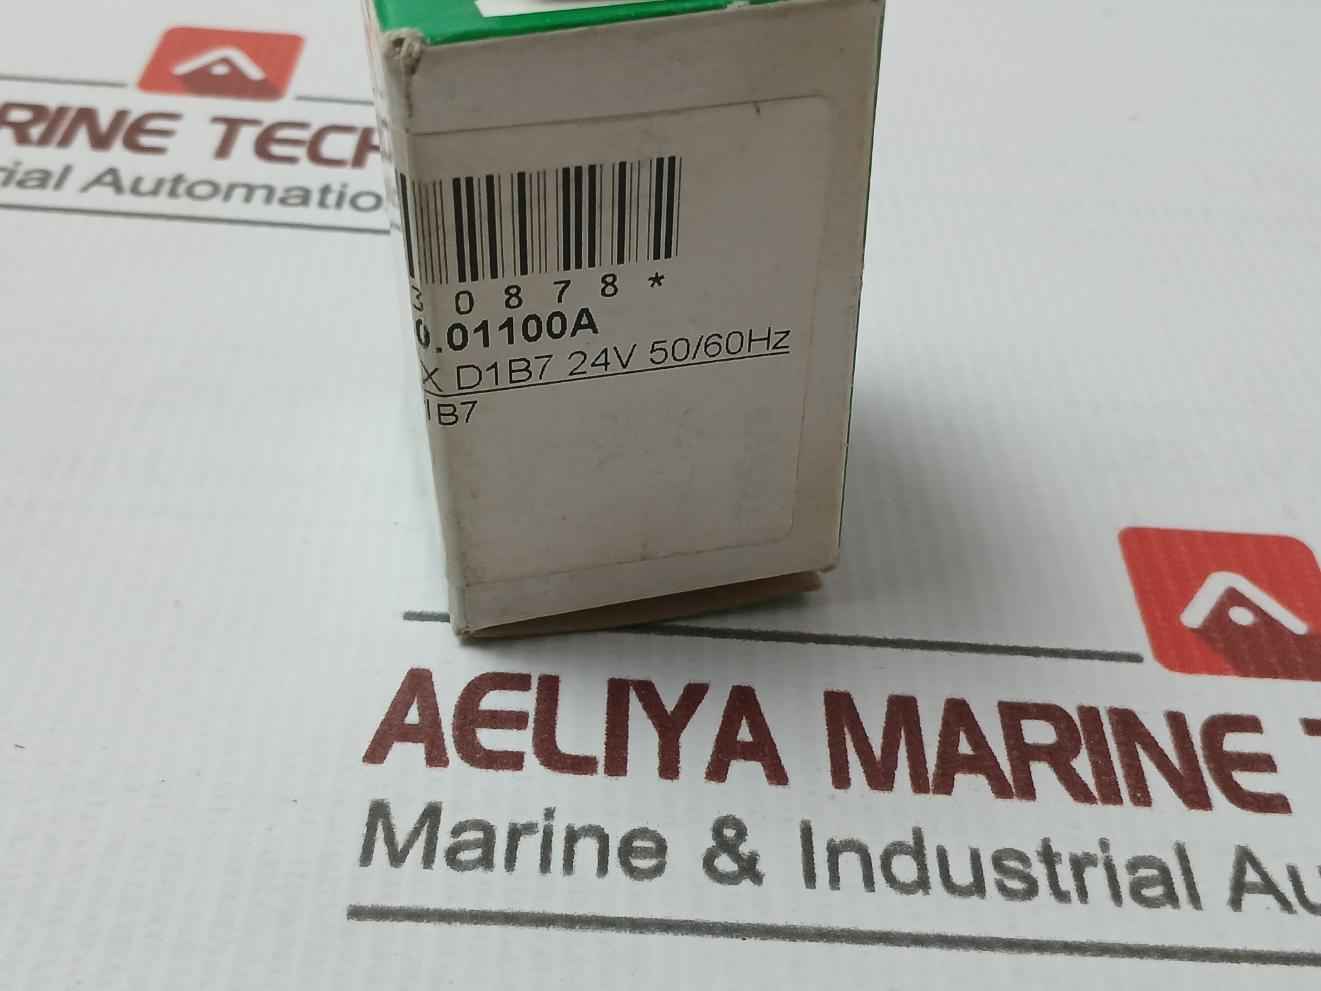 RINE TECH
ial Automatio
3 0 8 7 8 *
0.01100A
X D1B7 24V 50/60Hz
1B7
AELIYA MARINE T
Marine & Industrial Au